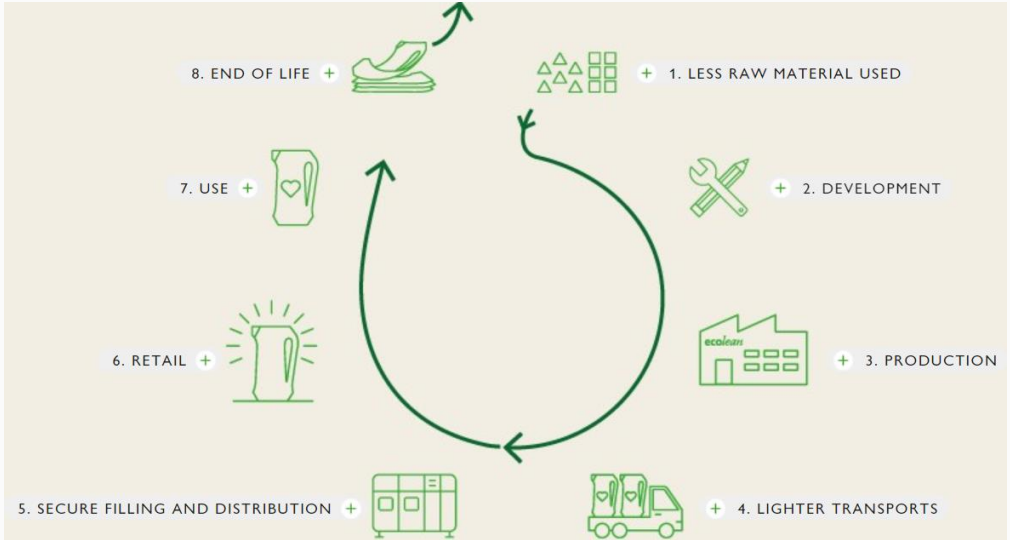 8. END OF LIFE +
+ 1. LESS RAW MATERIAL USED
7. USE +
+ 2. DEVELOPMENT
ecolean
6. RETAIL +
+ 3. PRODUCTION
5. SECURE FILLING AND DISTRIBUTION +
+ 4. LIGHTER TRANSPORTS